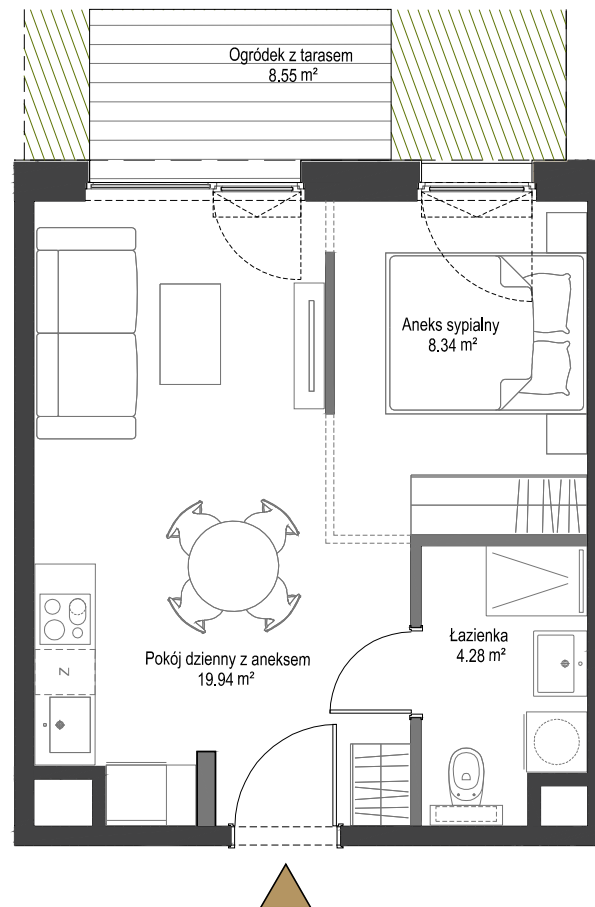 Ogródek z tarasem
8.55 m²
Aneks sypialny
8.34 m²
Łazienka
4.28 m²
Pokój dzienny z aneksem
19.94 m²
Z